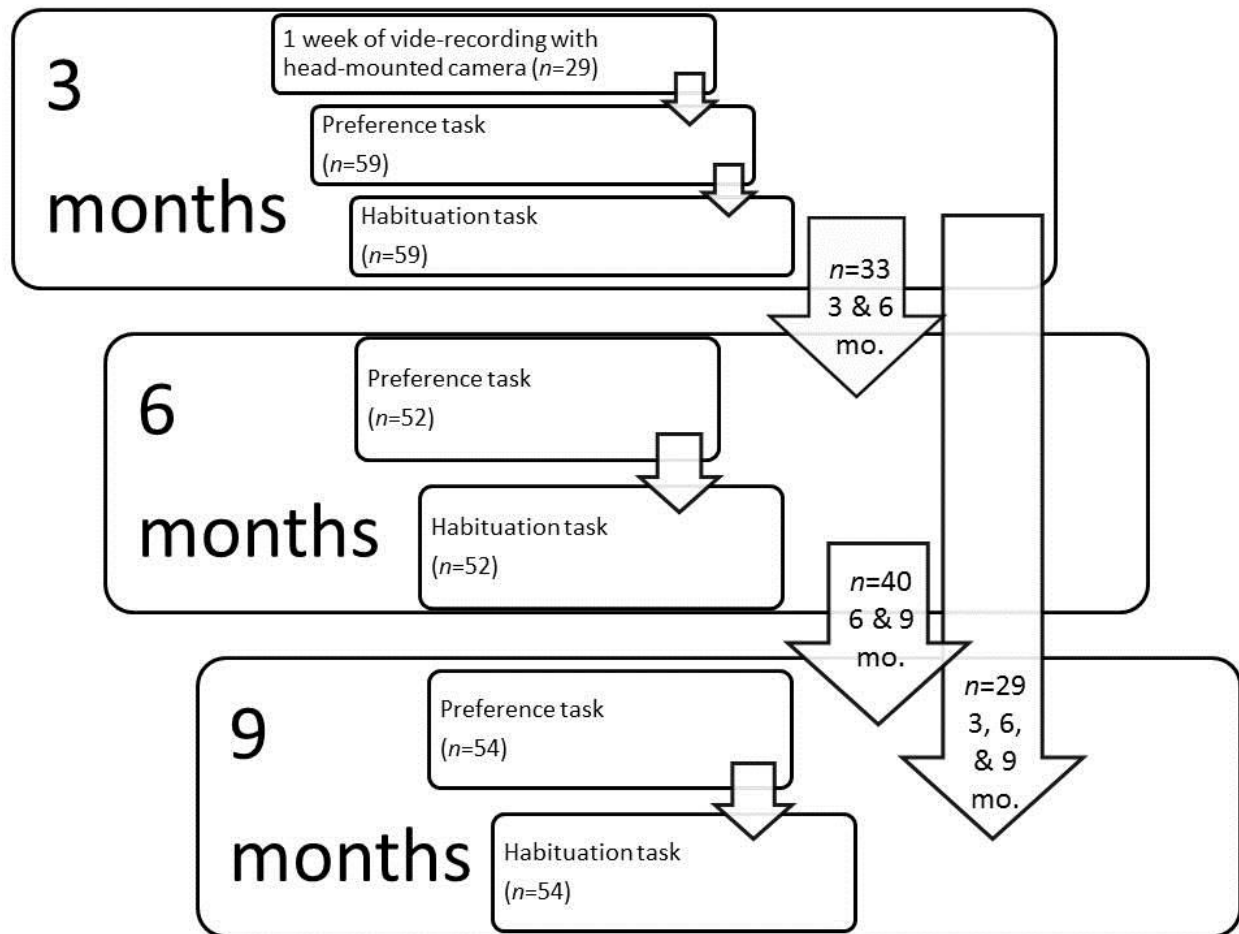 3
months
1 week of vide-recording with
head-mounted camera (n=29)
Preference task
(n=59)
Habituation task
(n=59)
n=33
3 & 6
mo.
6
months
Preference task
(n=52)
Habituation task
(n=52)
n=40
6 & 9
mo.
9
months
Preference task
(n=54)
Habituation task
(n=54)
n=29
3, 6,
& 9
mo.